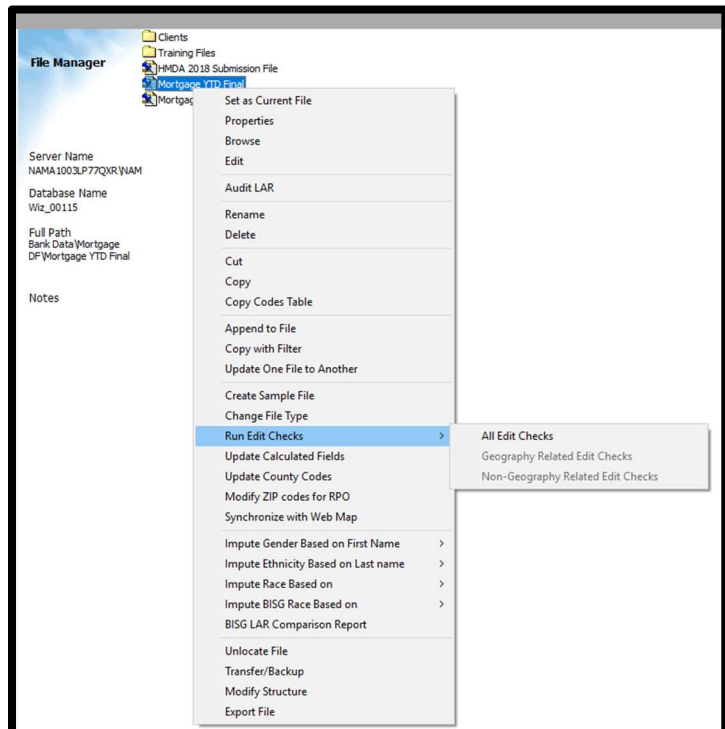 Clients
Training Files
File Manager
HMDA 2018 Submission File
Mortgage YTD Final
Mortgag
Server Name
NAMA1003LP77QXR\NAM
Database Name
Wiz_00115
Full Path
Bank Data\Mortgage
DF\Mortgage YTD Final
Notes
Set as Current File
Properties
Browse
Edit
Audit LAR
Rename
Delete
Cut
Copy
Copy Codes Table
Append to File
Copy with Filter
Update One File to Another
Create Sample File
Change File Type
Run Edit Checks >
All Edit Checks
Geography Related Edit Checks
Non-Geography Related Edit Checks
Update Calculated Fields
Update County Codes
Modify ZIP codes for RPO
Synchronize with Web Map
Impute Gender Based on First Name >
Impute Ethnicity Based on Last name >
Impute Race Based on >
Impute BISG Race Based on >
BISG LAR Comparison Report
Unlocate File
Transfer/Backup
Modify Structure
Export File